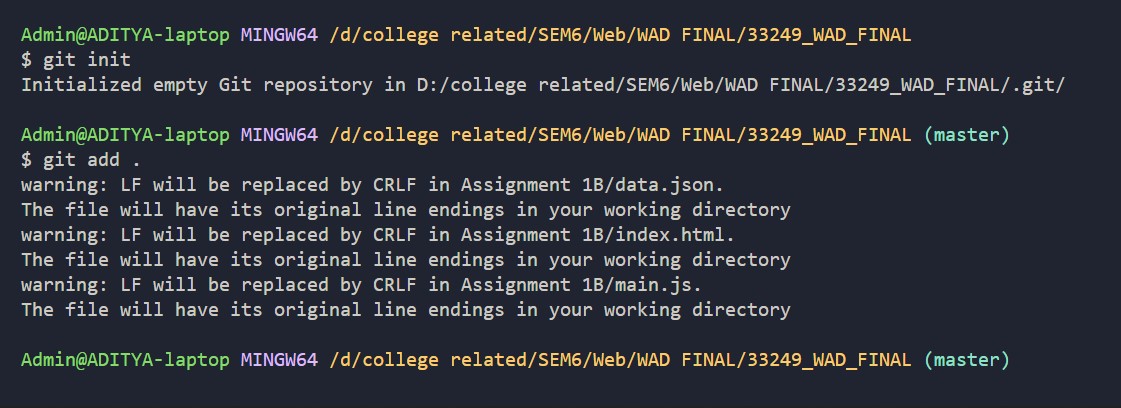 Admin@ADITYA-laptop MINGW64 /d/college related/SEM6/Web/WAD FINAL/33249_WAD_FINAL
$ git init
Initialized empty Git repository in D:/college related/SEM6/Web/WAD FINAL/33249_WAD_FINAL/.git/
Admin@ADITYA-laptop MINGW64 /d/college related/SEM6/Web/WAD FINAL/33249_WAD_FINAL (master)
$ git add .
warning: LF will be replaced by CRLF in Assignment 1B/data.json.
The file will have its original line endings in your working directory
warning: LF will be replaced by CRLF in Assignment 1B/index.html.
The file will have its original line endings in your working directory
warning: LF will be replaced by CRLF in Assignment 1B/main.js.
The file will have its original line endings in your working directory
Admin@ADITYA-laptop MINGW64 /d/college related/SEM6/Web/WAD FINAL/33249_WAD_FINAL (master)